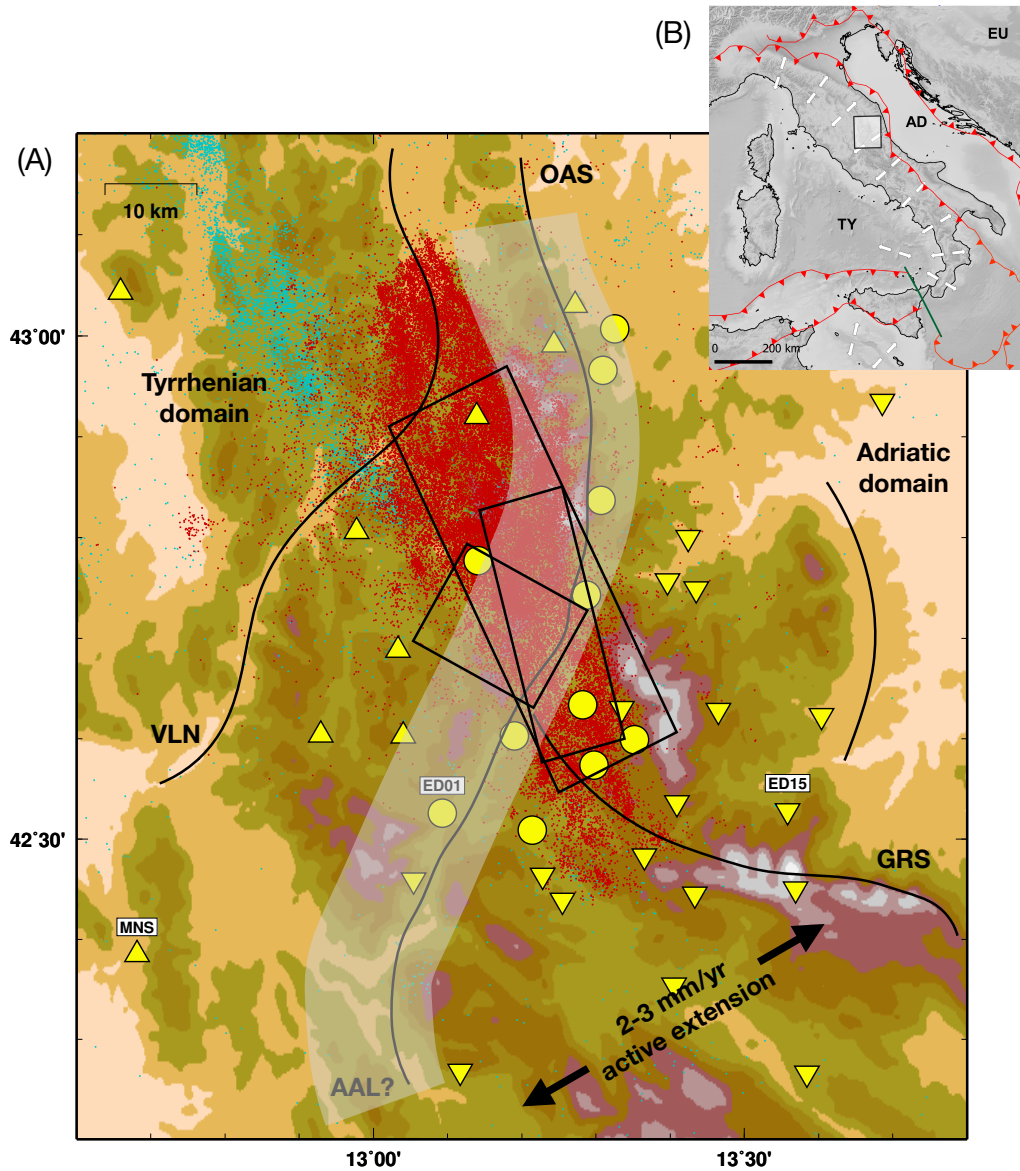 (B)
EU
AD
TY
0
200 km
(A)
OAS
10 km
43°00'
Tyrrhenian
domain
Adriatic
domain
VLN
ED01
ED15
42°30'
GRS
MNS
2-3 mm/yr
active extension
AAL?
13°00'
13°30'